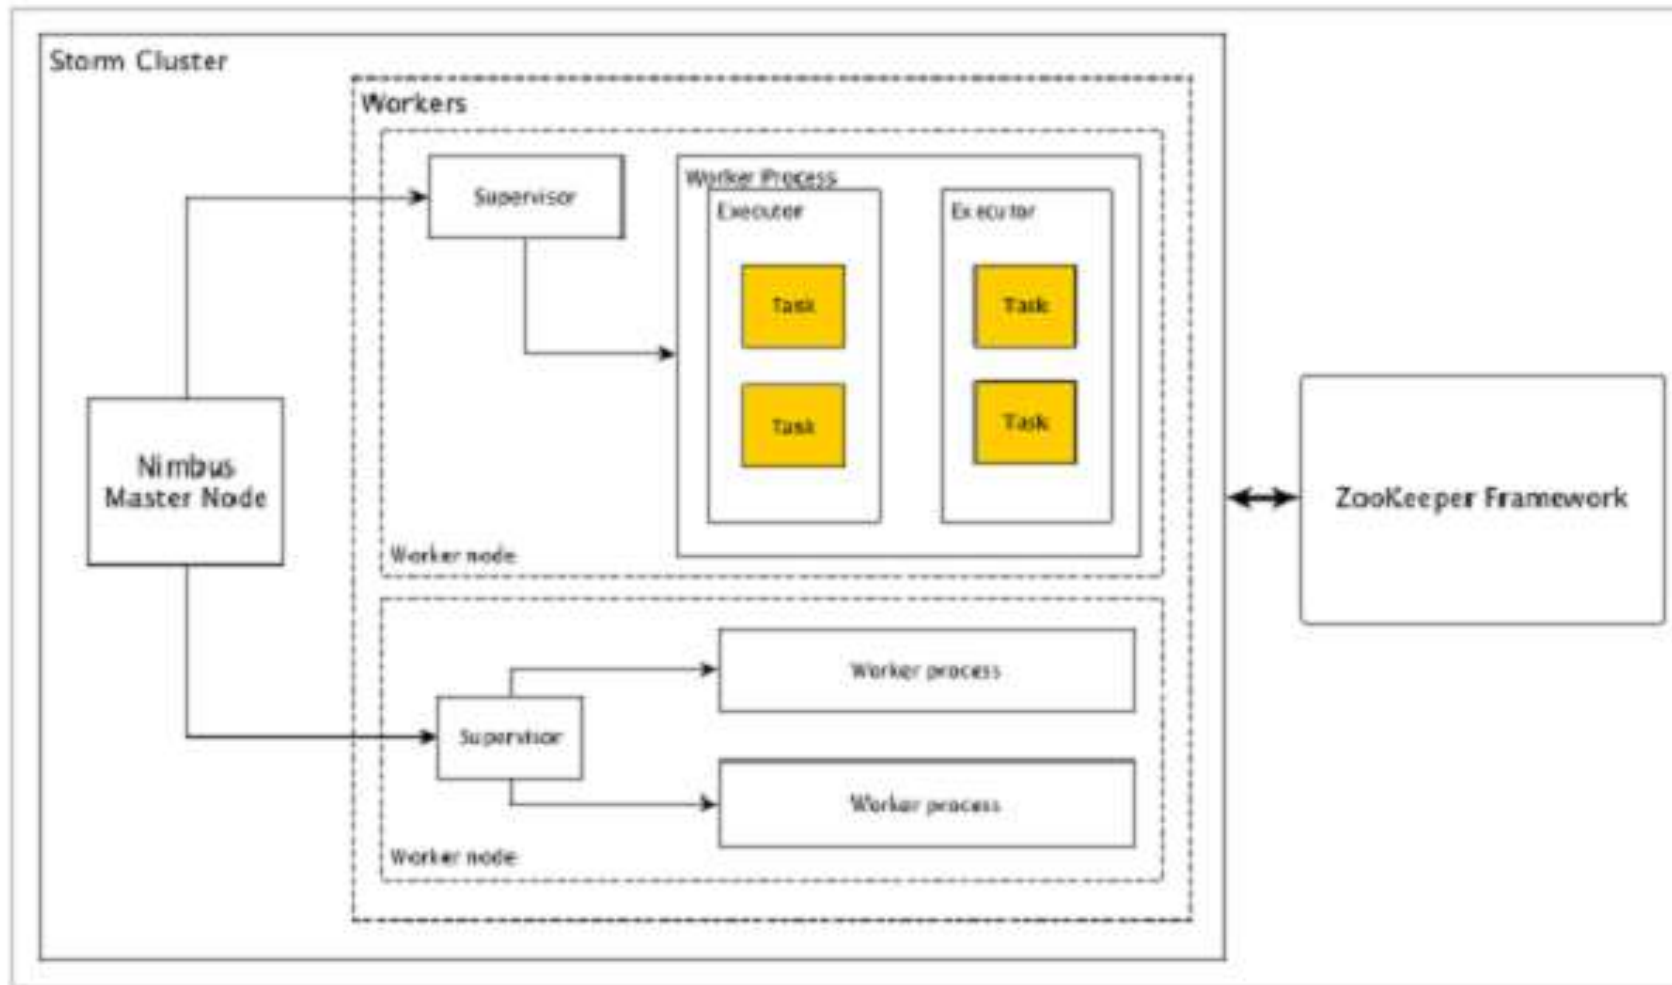 Storm Cluster
Workers
Supervisor
Worker Process
Executor
Executor
Task
Task
Task
Task
Worker node
Nimbus
Master Node
ZooKeeper Framework
Supervisor
Worker process
Worker process
Worker node